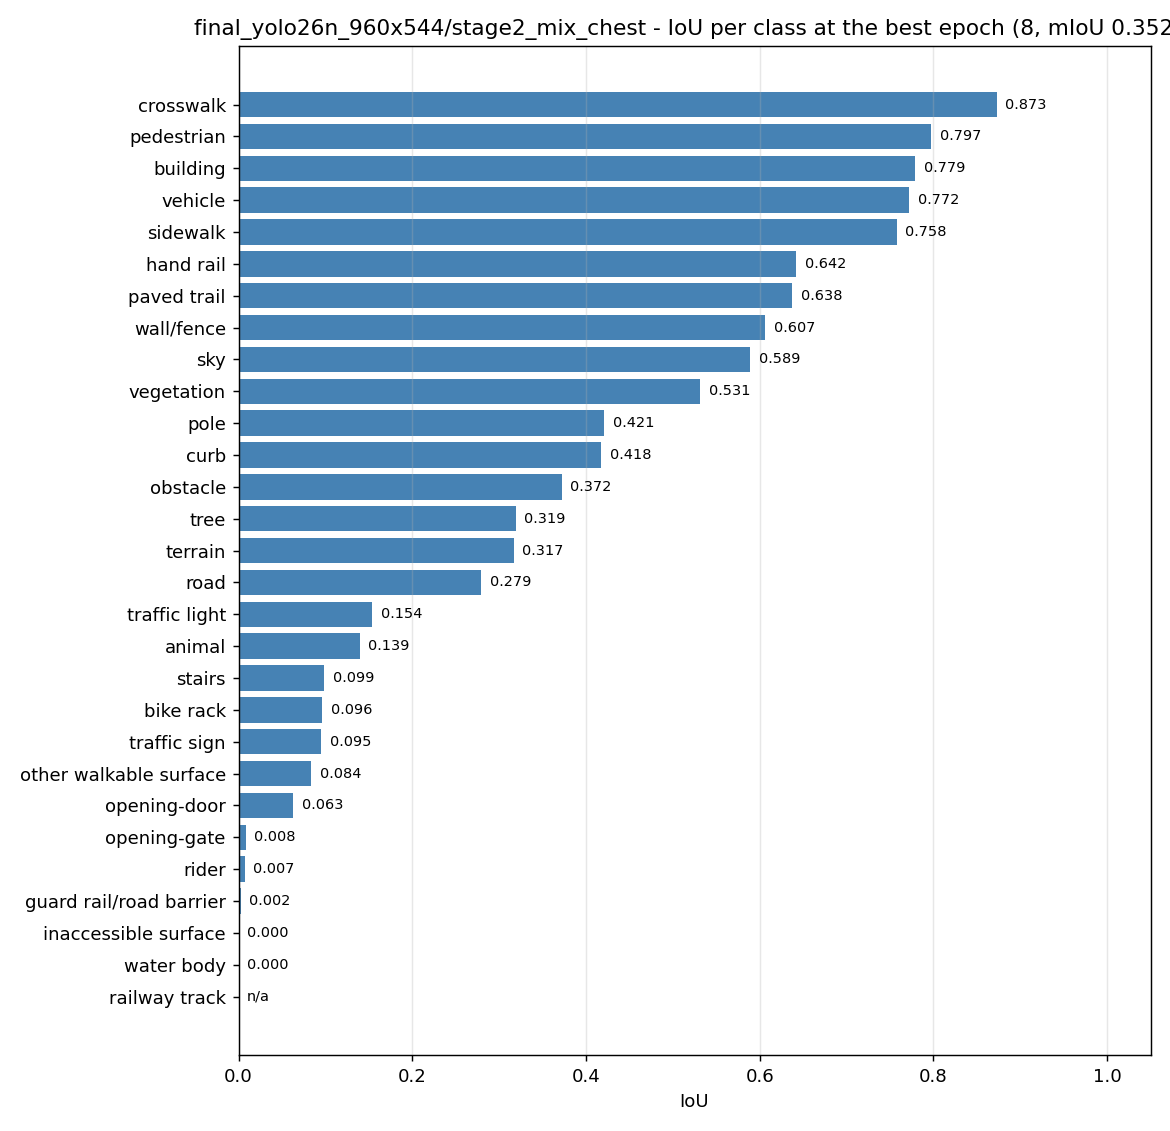 final_yolo26n_960x544/stage2_mix_chest - IoU per class at the best epoch (8, mIoU 0.352
crosswalk 0.873
pedestrian 0.797
building 0.779
vehicle 0.772
sidewalk 0.758
hand rail 0.642
paved trail 0.638
wall/fence 0.607
sky 0.589
vegetation 0.531
pole 0.421
curb 0.418
obstacle 0.372
tree 0.319
terrain 0.317
road 0.279
traffic light 0.154
animal 0.139
stairs 0.099
bike rack 0.096
traffic sign 0.095
other walkable surface 0.084
opening-door 0.063
opening-gate 0.008
rider 0.007
guard rail/road barrier 0.002
inaccessible surface 0.000
water body 0.000
railway track n/a
0.0 0.2 0.4 0.6 0.8 1.0
IoU